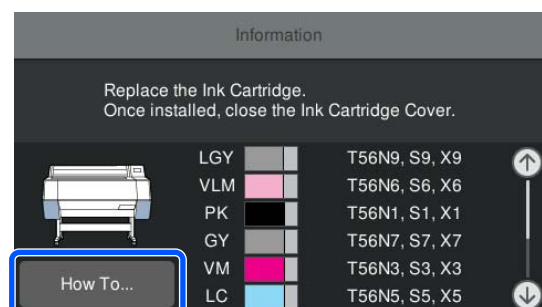 Information
Replace the Ink Cartridge.
Once installed, close the Ink Cartridge Cover.
LGY T56N9, S9, X9
VLM T56N6, S6, X6
PK T56N1, S1, X1
GY T56N7, S7, X7
VM T56N3, S3, X3
LC T56N5, S5, X5
How To...